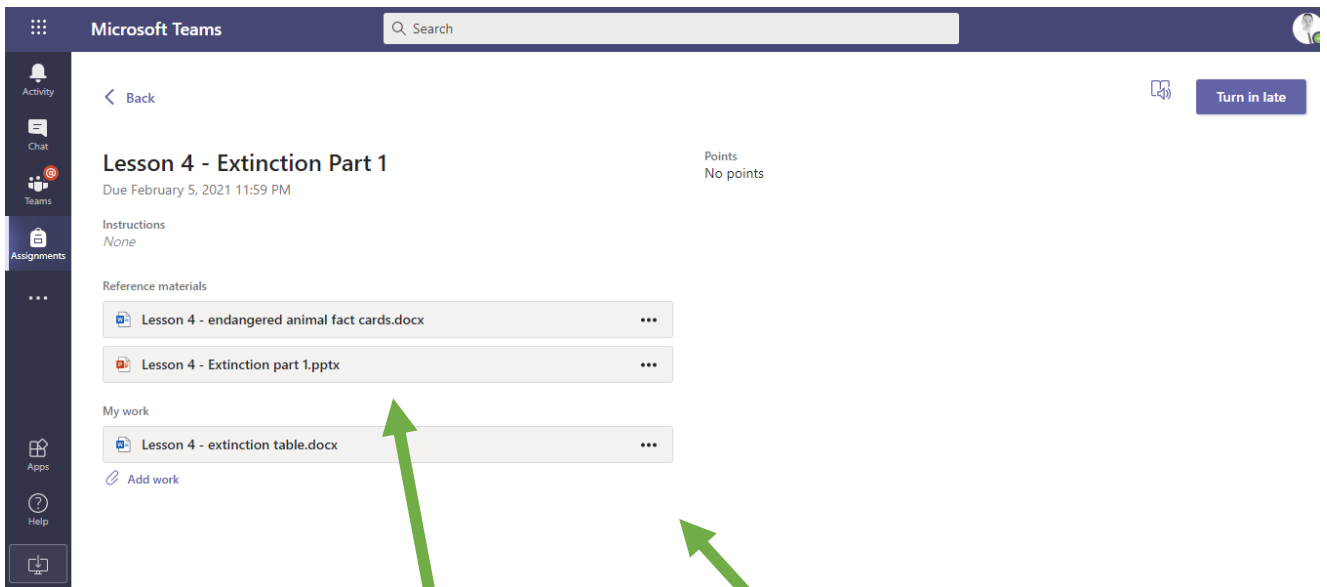 Microsoft Teams
Search
Activity
Chat
Teams
Assignments
Apps
Help
Back
Turn in late
Lesson 4 - Extinction Part 1
Due February 5, 2021 11:59 PM
Points
No points
Instructions
None
Reference materials
Lesson 4 - endangered animal fact cards.docx
Lesson 4 - Extinction part 1.pptx
My work
Lesson 4 - extinction table.docx
Add work